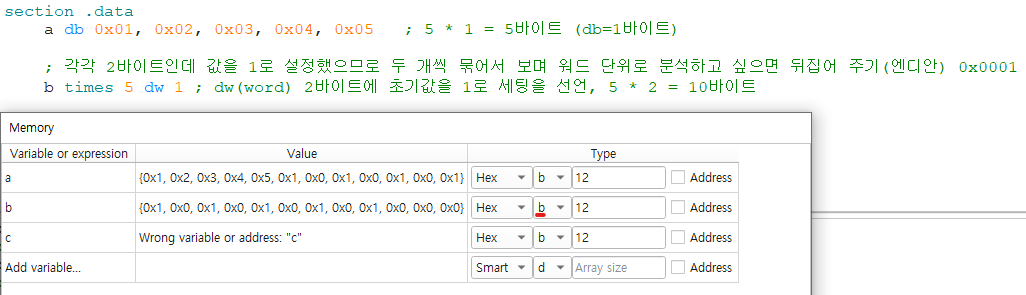 section .data
a db 0x01, 0x02, 0x03, 0x04, 0x05 ; 5 * 1 = 5바이트 (db=1바이트)
; 각각 2바이트인데 값을 1로 설정했으므로 두 개씩 묶어서 보며 워드 단위로 분석하고 싶으면 뒤집어 주기(엔디안) 0x0001
b times 5 dw 1 ; dw(word) 2바이트에 초기값을 1로 세팅을 선언, 5 * 2 = 10바이트
Memory
Variable or expression Value Type
a {0x1, 0x2, 0x3, 0x4, 0x5, 0x1, 0x0, 0x1, 0x0, 0x1, 0x0, 0x1} Hex b 12 Address
b {0x1, 0x0, 0x1, 0x0, 0x1, 0x0, 0x1, 0x0, 0x1, 0x0, 0x0, 0x0} Hex b 12 Address
c Wrong variable or address: "c" Hex b 12 Address
Add variable... Smart d Array size Address